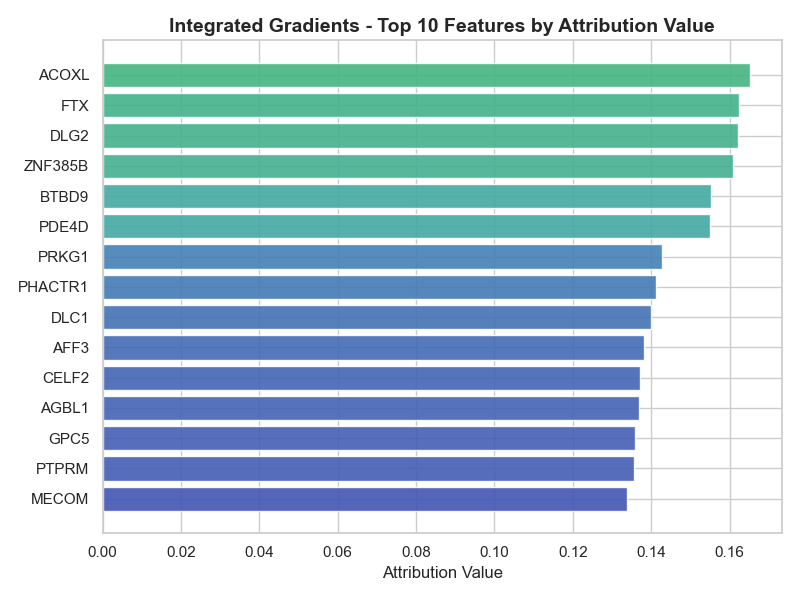 Integrated Gradients - Top 10 Features by Attribution Value
ACOXL
FTX
DLG2
ZNF385B
BTBD9
PDE4D
PRKG1
PHACTR1
DLC1
AFF3
CELF2
AGBL1
GPC5
PTPRM
MECOM
0.00 0.02 0.04 0.06 0.08 0.10 0.12 0.14 0.16
Attribution Value